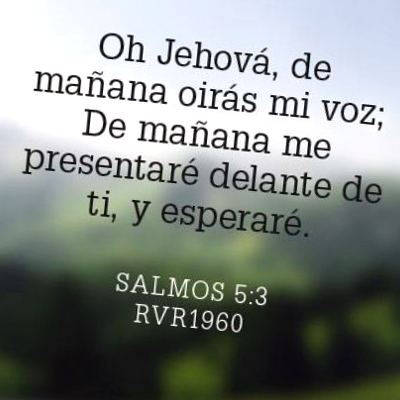 Oh Jehová, de
mañana oirás mi voz;
De mañana me
presentaré delante de
ti, y esperaré.
SALMOS 5:3
RVR1960